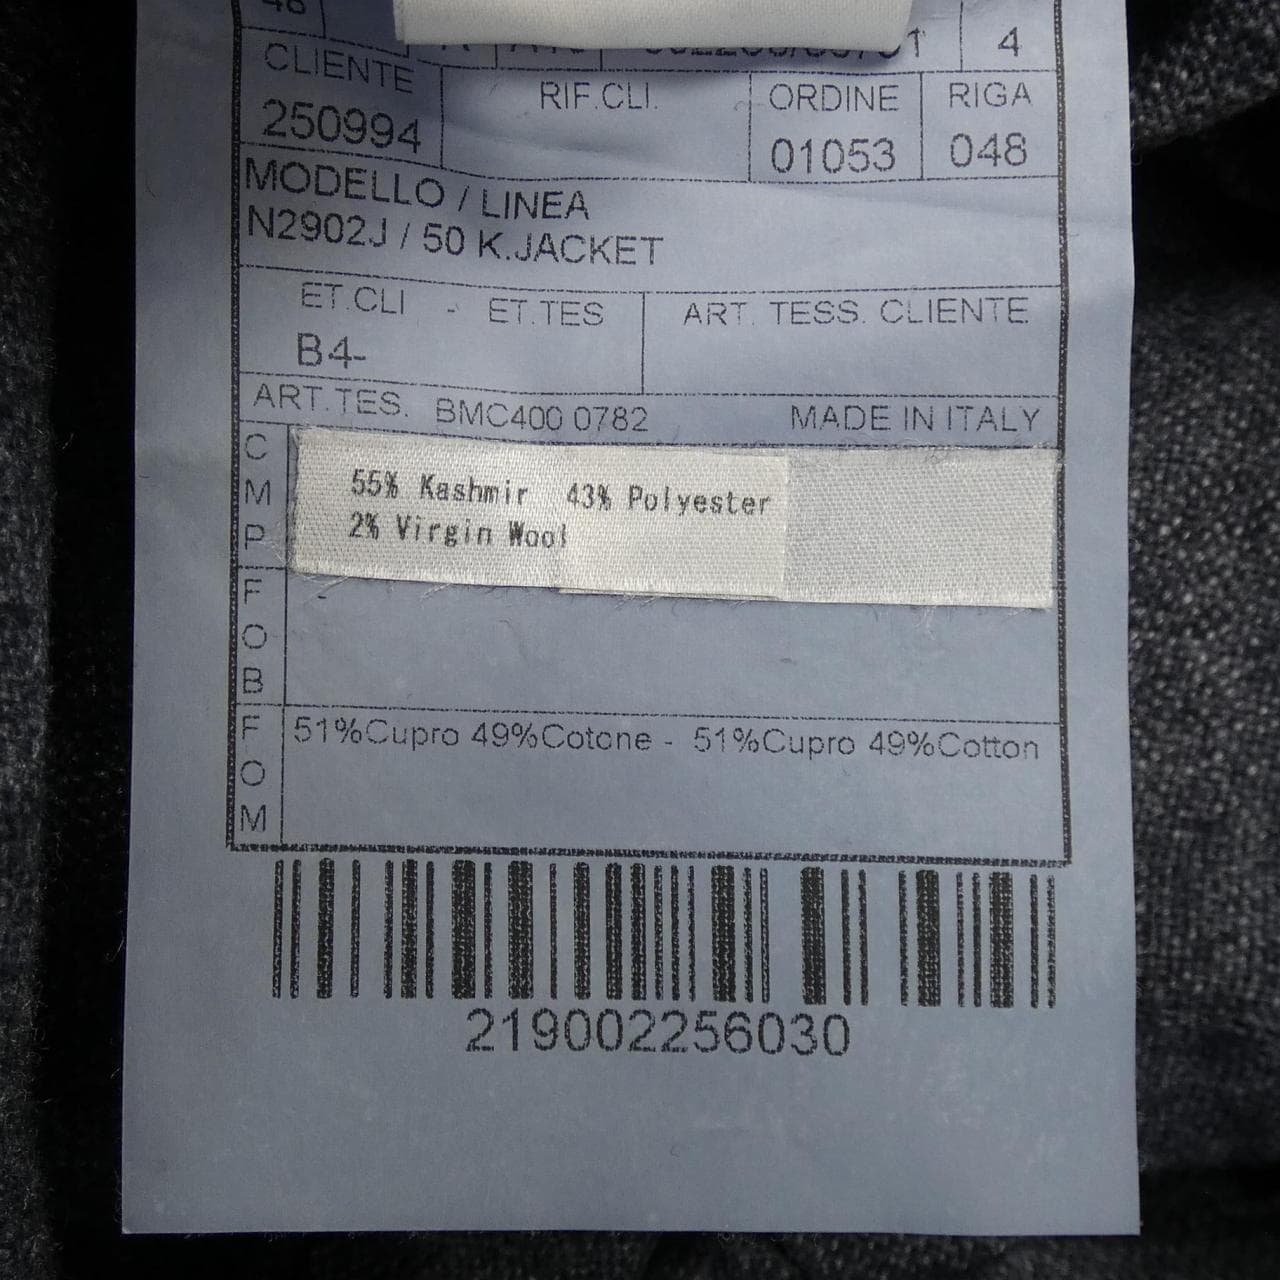 48
4
CLIENTE RIF.CLI. ORDINE RIGA
250994 01053 048
MODELLO / LINEA
N2902J / 50 K.JACKET
ET.CLI - ET.TES ART. TESS. CLIENTE
B4-
ART.TES. BMC400 0782 MADE IN ITALY
C
M
P
55% Kashmir 43% Polyester
2% Virgin Wool
F
O
B
F
O
M
51%Cupro 49%Cotone - 51%Cupro 49%Cotton
219002256030